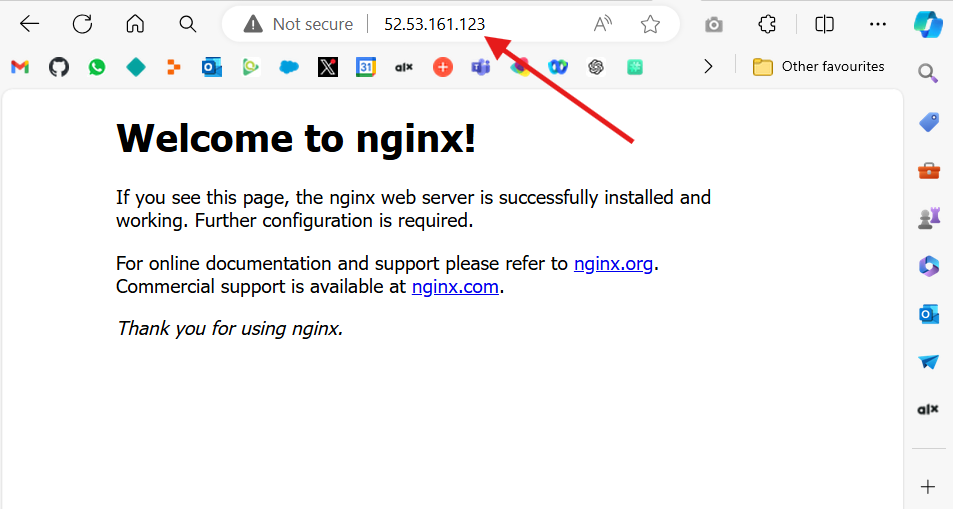 Not secure 52.53.161.123
31 X alx
Other favourites
Welcome to nginx!
If you see this page, the nginx web server is successfully installed and
working. Further configuration is required.
For online documentation and support please refer to nginx.org.
Commercial support is available at nginx.com.
Thank you for using nginx.
alx